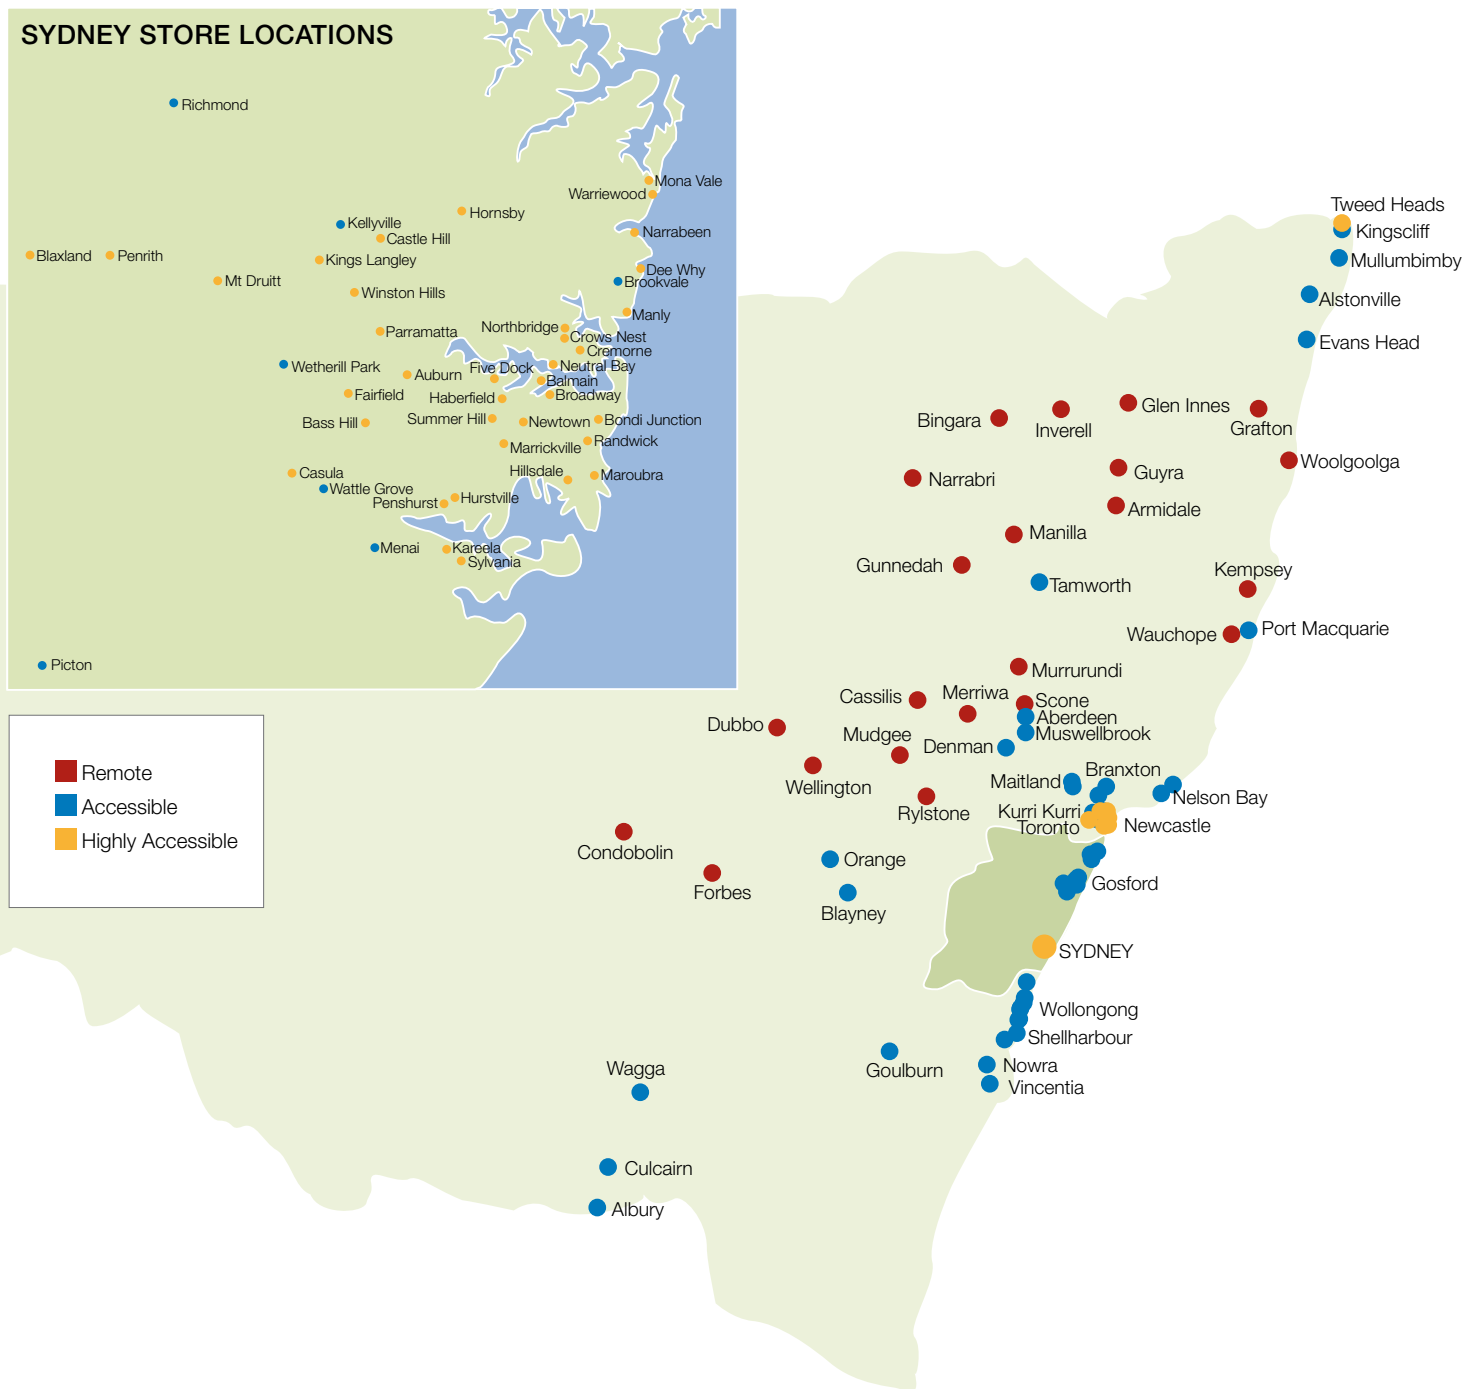 SYDNEY STORE LOCATIONS
Richmond
Mona Vale
Warriewood
Hornsby
Kellyville
Narrabeen
Castle Hill
Blaxland
Penrith
Kings Langley
Dee Why
Mt Druitt
Brookvale
Winston Hills
Manly
Northbridge
Parramatta
Crows Nest
Cremorne
Wetherill Park
Five Dock
Neutral Bay
Auburn
Balmain
Fairfield
Haberfield
Broadway
Bass Hill
Summer Hill
Newtown
Bondi Junction
Marrickville
Randwick
Casula
Hillsdale
Maroubra
Wattle Grove
Penshurst
Hurstville
Menai
Kareela
Sylvania
Picton
Remote
Accessible
Highly Accessible
Tweed Heads
Kingscliff
Mullumbimby
Alstonville
Evans Head
Bingara
Inverell
Glen Innes
Grafton
Woolgoolga
Narrabri
Guyra
Armidale
Manilla
Gunnedah
Tamworth
Kempsey
Wauchope
Port Macquarie
Murrurundi
Cassilis
Merriwa
Scone
Aberdeen
Dubbo
Mudgee
Denman
Muswellbrook
Wellington
Maitland
Branxton
Nelson Bay
Rylstone
Kurri Kurri
Toronto
Newcastle
Condobolin
Orange
Forbes
Blayney
Gosford
SYDNEY
Wollongong
Shellharbour
Goulburn
Nowra
Vincentia
Wagga
Culcairn
Albury